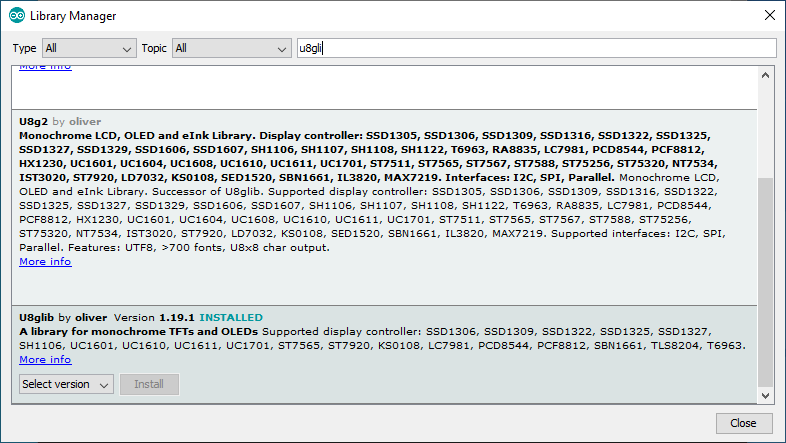 Library Manager
Type All Topic All u8gli
More info
U8g2 by oliver
Monochrome LCD, OLED and eInk Library. Display controller: SSD1305, SSD1306, SSD1309, SSD1316, SSD1322, SSD1325,
SSD1327, SSD1329, SSD1606, SSD1607, SH1106, SH1107, SH1108, SH1122, T6963, RA8835, LC7981, PCD8544, PCF8812,
HX1230, UC1601, UC1604, UC1608, UC1610, UC1611, UC1701, ST7511, ST7565, ST7567, ST7588, ST75256, ST75320, NT7534,
IST3020, ST7920, LD7032, KS0108, SED1520, SBN1661, IL3820, MAX7219. Interfaces: I2C, SPI, Parallel. Monochrome LCD,
OLED and eInk Library. Successor of U8glib. Supported display controller: SSD1305, SSD1306, SSD1309, SSD1316, SSD1322,
SSD1325, SSD1327, SSD1329, SSD1606, SSD1607, SH1106, SH1107, SH1108, SH1122, T6963, RA8835, LC7981, PCD8544,
PCF8812, HX1230, UC1601, UC1604, UC1608, UC1610, UC1611, UC1701, ST7511, ST7565, ST7567, ST7588, ST75256,
ST75320, NT7534, IST3020, ST7920, LD7032, KS0108, SED1520, SBN1661, IL3820, MAX7219. Supported interfaces: I2C, SPI,
Parallel. Features: UTF8, >700 fonts, U8x8 char output.
More info
U8glib by oliver Version 1.19.1 INSTALLED
A library for monochrome TFTs and OLEDs Supported display controller: SSD1306, SSD1309, SSD1322, SSD1325, SSD1327,
SH1106, UC1601, UC1610, UC1611, UC1701, ST7565, ST7920, KS0108, LC7981, PCD8544, PCF8812, SBN1661, TLS8204, T6963.
More info
Select version Install
Close